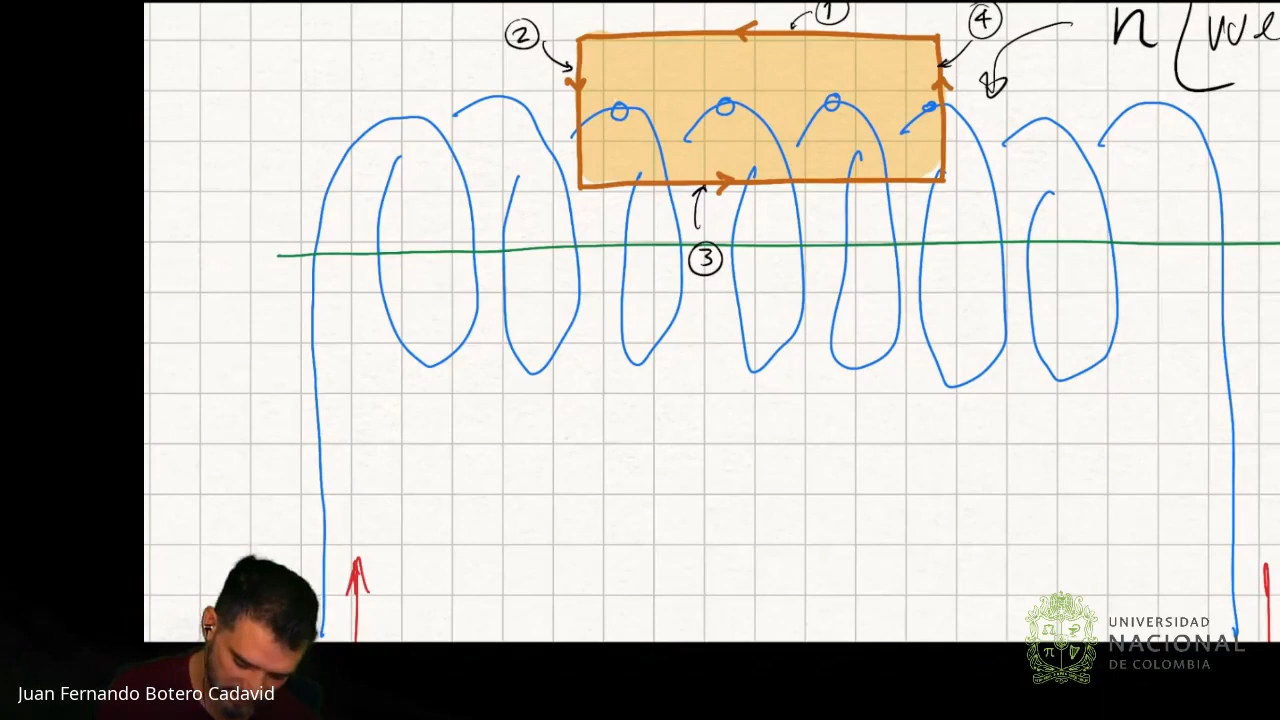 ① ④
② n
③
UNIVERSIDAD
NACIONAL
DE COLOMBIA
Juan Fernando Botero Cadavid